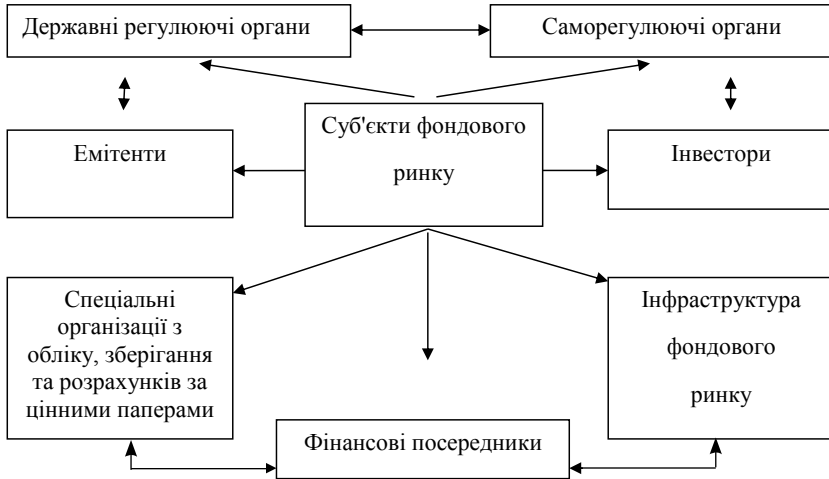 Державні регулюючі органи
Саморегулюючі органи
Суб'єкти фондового
ринку
Емітенти
Інвестори
Спеціальні
організації з
обліку, зберігання
та розрахунків за
цінними паперами
Інфраструктура
фондового
ринку
Фінансові посередники